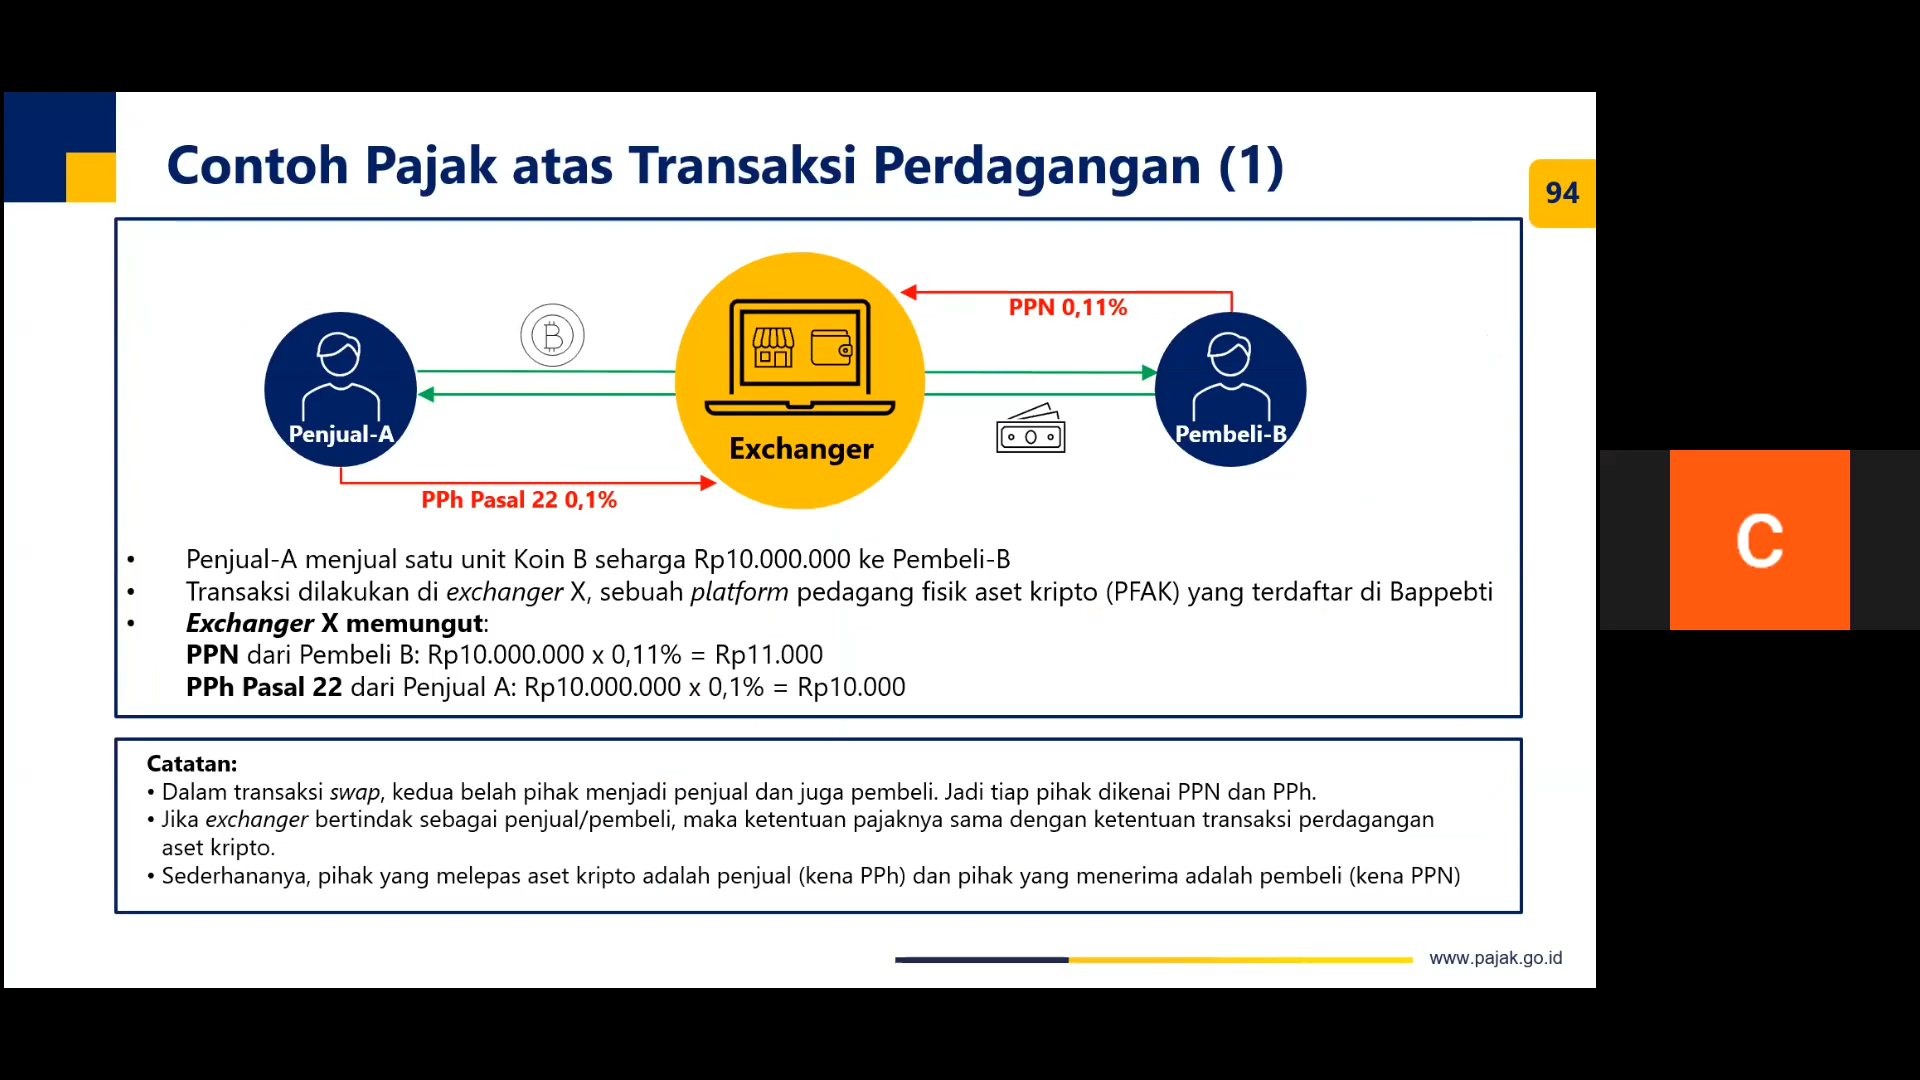 Contoh Pajak atas Transaksi Perdagangan (1)
94
PPN 0,11%
B
Penjual-A
Exchanger
Pembeli-B
PPh Pasal 22 0,1%
• Penjual-A menjual satu unit Koin B seharga Rp10.000.000 ke Pembeli-B
• Transaksi dilakukan di exchanger X, sebuah platform pedagang fisik aset kripto (PFAK) yang terdaftar di Bappebti
• Exchanger X memungut:
PPN dari Pembeli B: Rp10.000.000 x 0,11% = Rp11.000
PPh Pasal 22 dari Penjual A: Rp10.000.000 x 0,1% = Rp10.000
C
Catatan:
• Dalam transaksi swap, kedua belah pihak menjadi penjual dan juga pembeli. Jadi tiap pihak dikenai PPN dan PPh.
• Jika exchanger bertindak sebagai penjual/pembeli, maka ketentuan pajaknya sama dengan ketentuan transaksi perdagangan
aset kripto.
• Sederhananya, pihak yang melepas aset kripto adalah penjual (kena PPh) dan pihak yang menerima adalah pembeli (kena PPN)
www.pajak.go.id